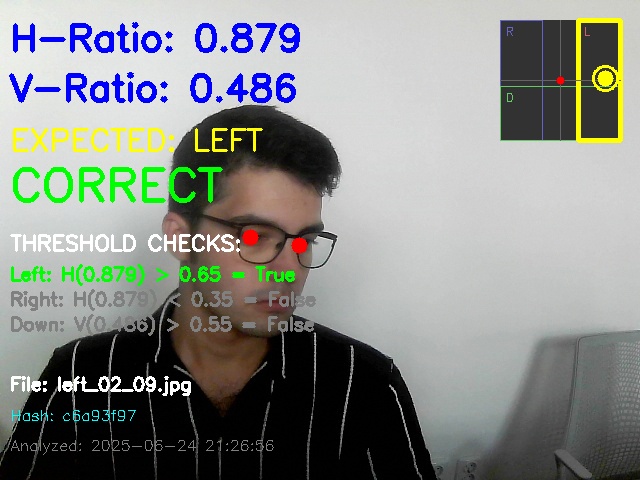 H-Ratio: 0.879
R
L
V-Ratio: 0.486
D
EXPECTED: LEFT
CORRECT
THRESHOLD CHECKS:
Left: H(0.879) > 0.65 = True
Right: H(0.879) < 0.35 = False
Down: V(0.486) > 0.55 = False
File: left_02_09.jpg
Hash: c6a93f97
Analyzed: 2025-06-24 21:26:56